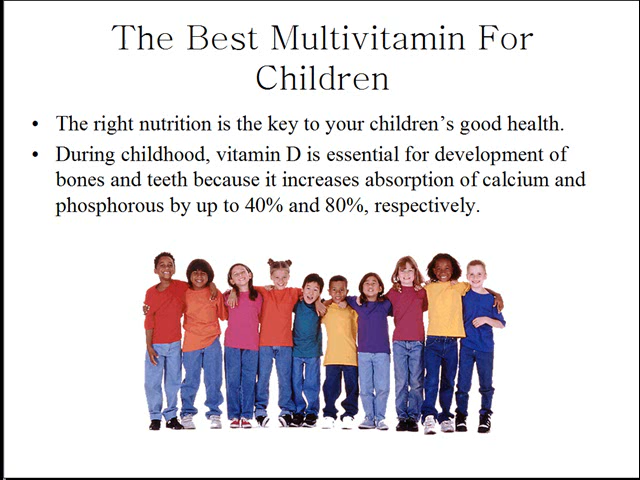 The Best Multivitamin For
Children
• The right nutrition is the key to your children’s good health.
• During childhood, vitamin D is essential for development of
bones and teeth because it increases absorption of calcium and
phosphorous by up to 40% and 80%, respectively.